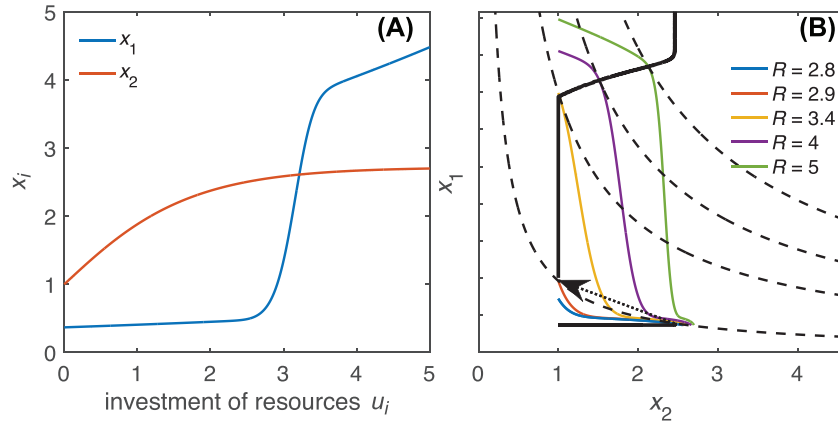 (A)
x₁
x₂
5
4
3
2
1
0
xᵢ
0 1 2 3 4 5
investment of resources uᵢ
(B)
R = 2.8
R = 2.9
R = 3.4
R = 4
R = 5
x₁
0 1 2 3 4
x₂